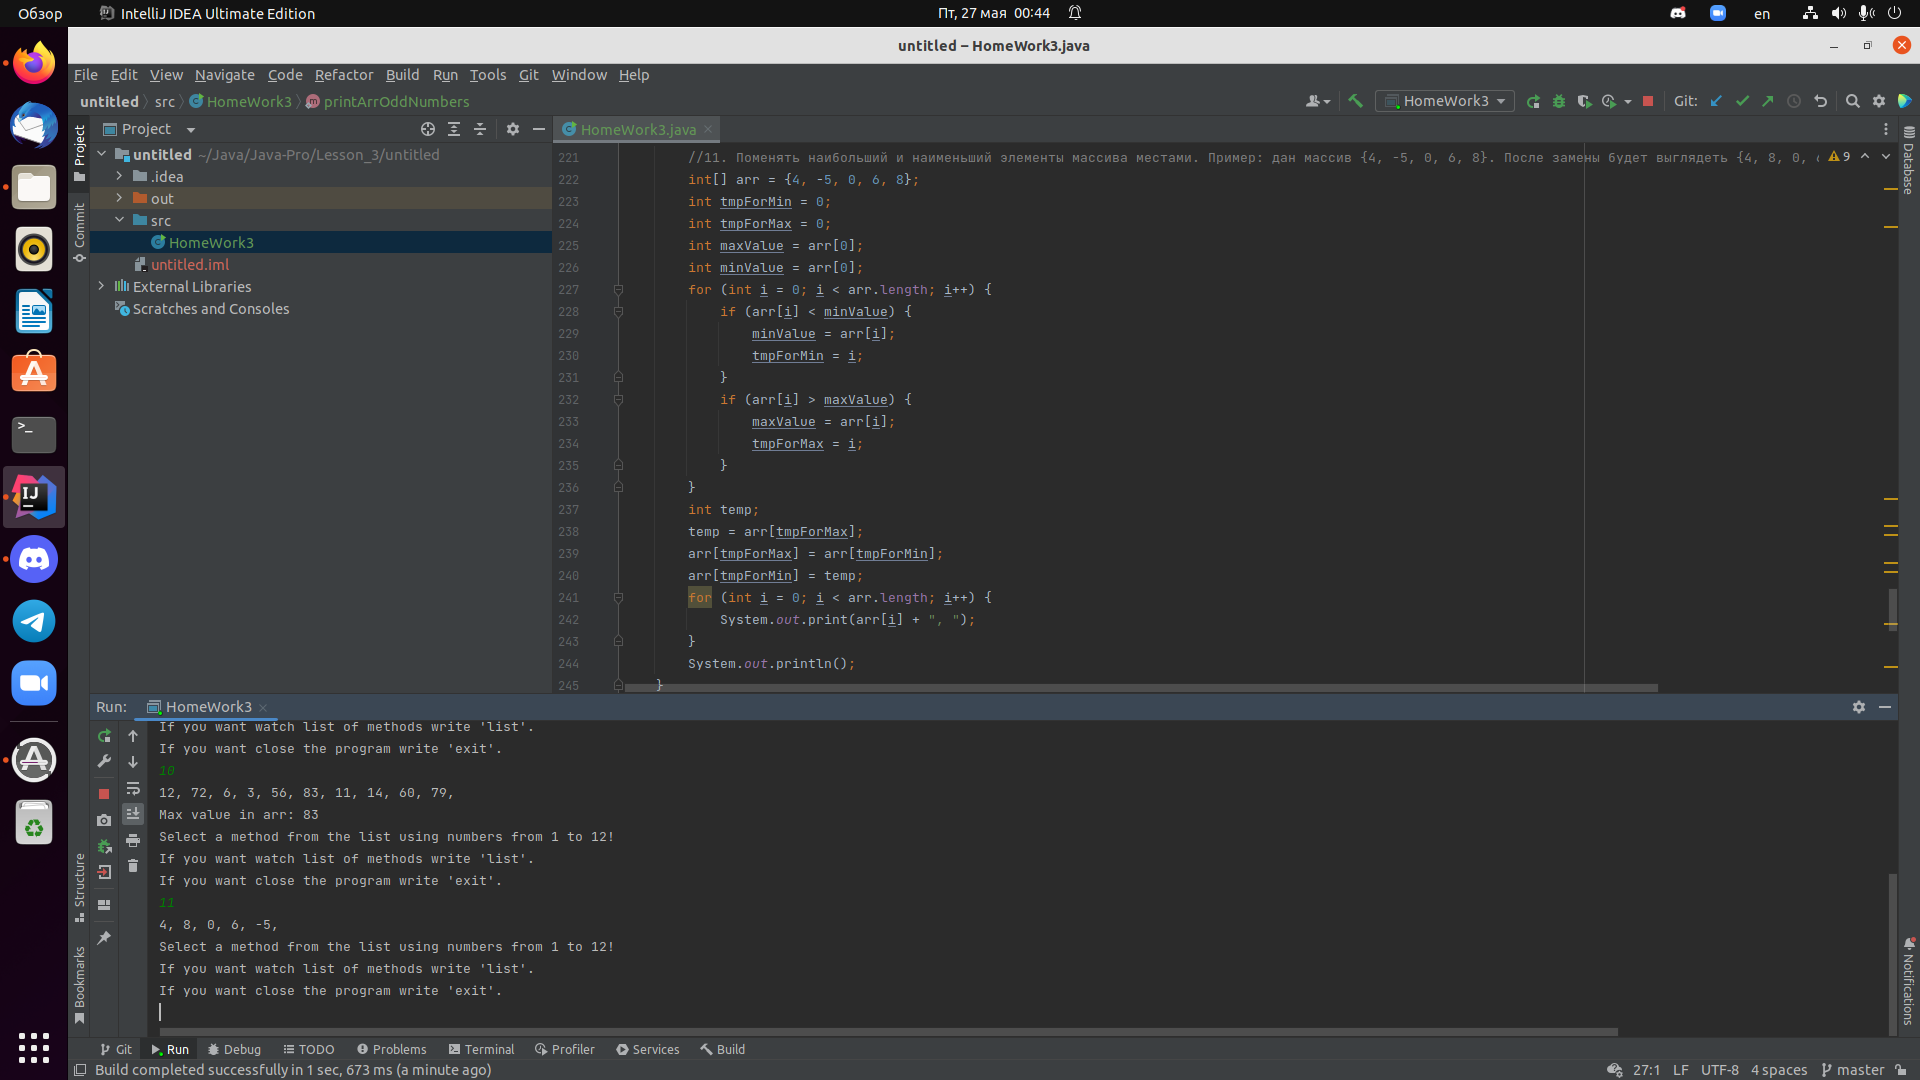 Обзор
IntelliJ IDEA Ultimate Edition
Пт, 27 мая 00:44
en
untitled – HomeWork3.java
File Edit View Navigate Code Refactor Build Run Tools Git Window Help
untitled src HomeWork3 printArrOddNumbers
HomeWork3
Git:
Project
HomeWork3.java
untitled ~/Java/Java-Pro/Lesson_3/untitled
.idea
out
src
HomeWork3
untitled.iml
External Libraries
Scratches and Consoles
Project
Commit
Structure
Bookmarks
Database
Notifications
9
221 //11. Поменять наибольший и наименьший элементы массива местами. Пример: дан массив {4, -5, 0, 6, 8}. После замены будет выглядеть {4, 8, 0,
222 int[] arr = {4, -5, 0, 6, 8};
223 int tmpForMin = 0;
224 int tmpForMax = 0;
225 int maxValue = arr[0];
226 int minValue = arr[0];
227 for (int i = 0; i < arr.length; i++) {
228 if (arr[i] < minValue) {
229 minValue = arr[i];
230 tmpForMin = i;
231 }
232 if (arr[i] > maxValue) {
233 maxValue = arr[i];
234 tmpForMax = i;
235 }
236 }
237 int temp;
238 temp = arr[tmpForMax];
239 arr[tmpForMax] = arr[tmpForMin];
240 arr[tmpForMin] = temp;
241 for (int i = 0; i < arr.length; i++) {
242 System.out.print(arr[i] + ", ");
243 }
244 System.out.println();
245 }
Run: HomeWork3
If you want watch list of methods write 'list'.
If you want close the program write 'exit'.
10
12, 72, 6, 3, 56, 83, 11, 14, 60, 79,
Max value in arr: 83
Select a method from the list using numbers from 1 to 12!
If you want watch list of methods write 'list'.
If you want close the program write 'exit'.
11
4, 8, 0, 6, -5,
Select a method from the list using numbers from 1 to 12!
If you want watch list of methods write 'list'.
If you want close the program write 'exit'.
Git Run Debug TODO Problems Terminal Profiler Services Build
Build completed successfully in 1 sec, 673 ms (a minute ago)
27:1 LF UTF-8 4 spaces master